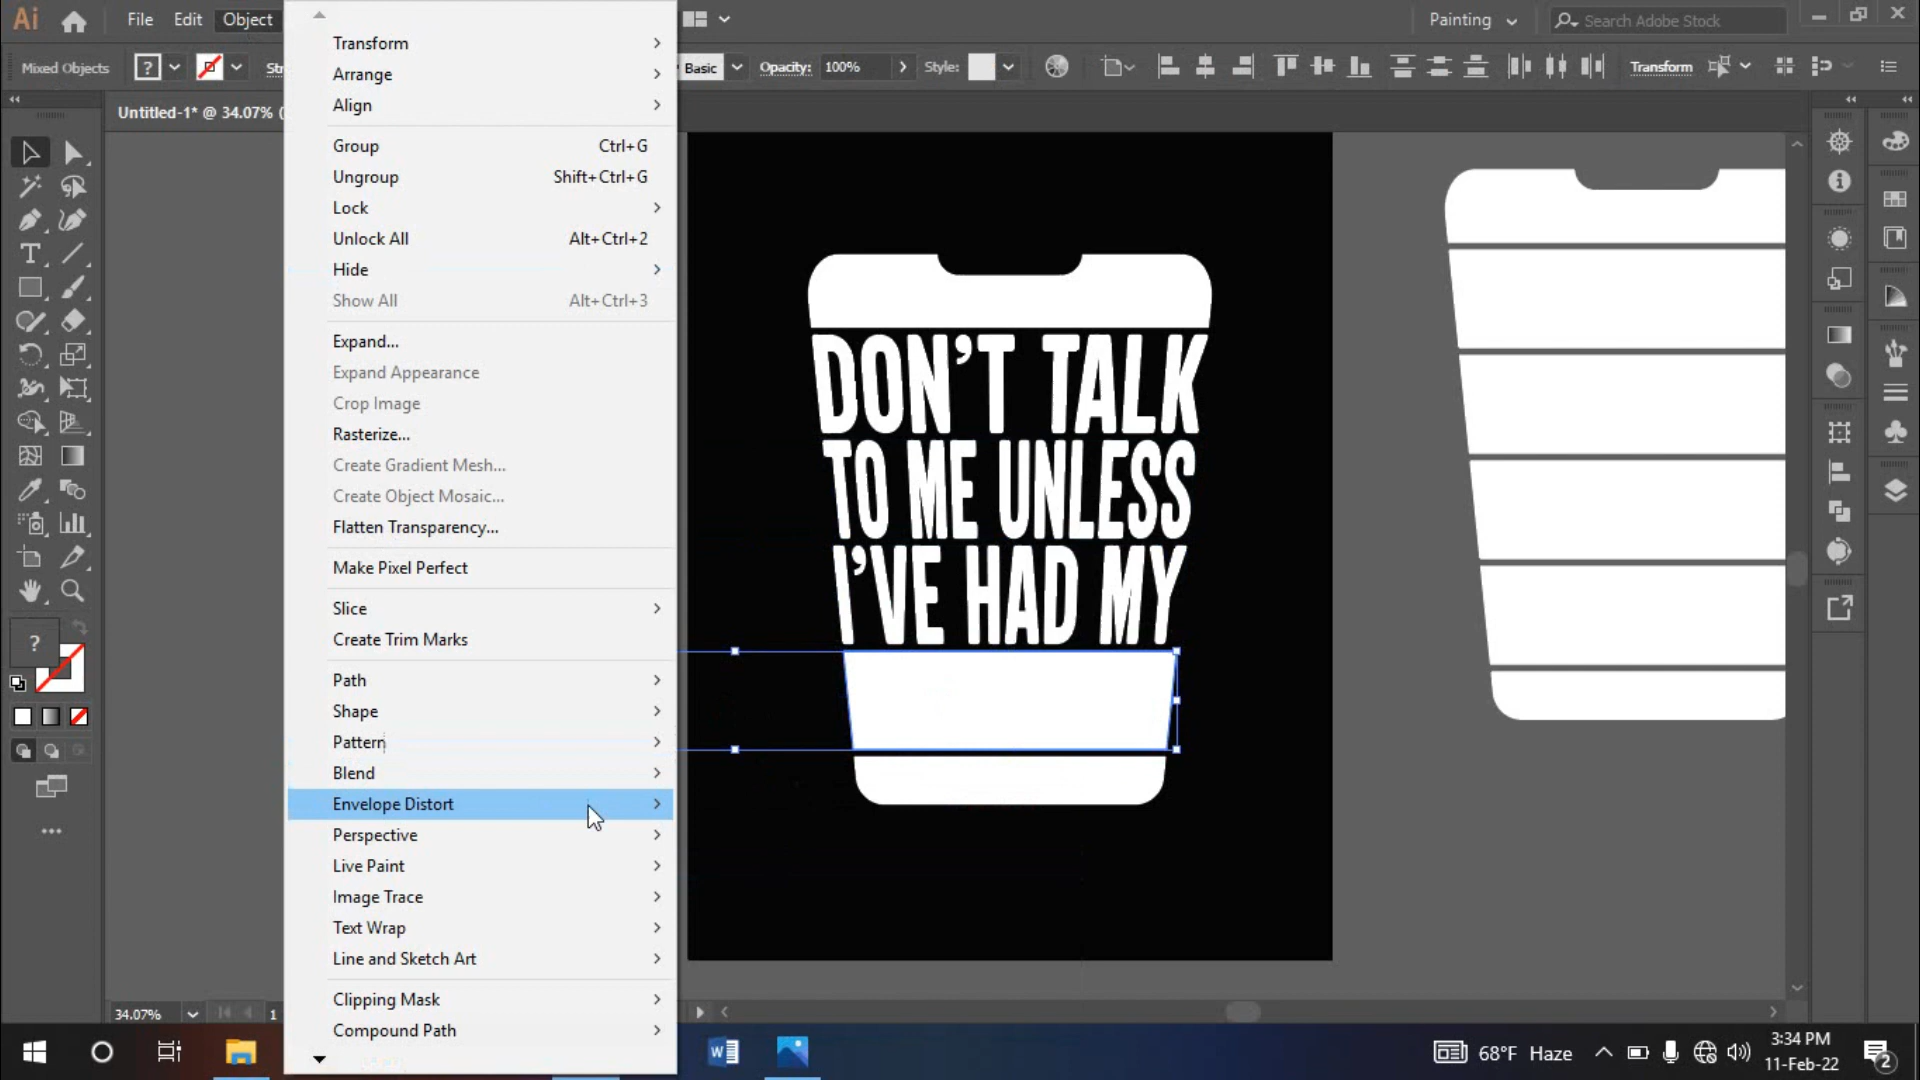 Ai
File
Edit
Object
Painting
Search Adobe Stock
Mixed Objects
?
Basic
Opacity:
100%
Style:
Transform
Untitled-1* @ 34.07%
Transform
Arrange
Align
Group Ctrl+G
Ungroup Shift+Ctrl+G
Lock
Unlock All Alt+Ctrl+2
Hide
Show All Alt+Ctrl+3
Expand...
Expand Appearance
Crop Image
Rasterize...
Create Gradient Mesh...
Create Object Mosaic...
Flatten Transparency...
Make Pixel Perfect
Slice
Create Trim Marks
Path
Shape
Pattern
Blend
Envelope Distort
Perspective
Live Paint
Image Trace
Text Wrap
Line and Sketch Art
Clipping Mask
Compound Path
DON'T TALK
TO ME UNLESS
I'VE HAD MY
?
34.07%
1
68°F Haze
3:34 PM
11-Feb-22
2